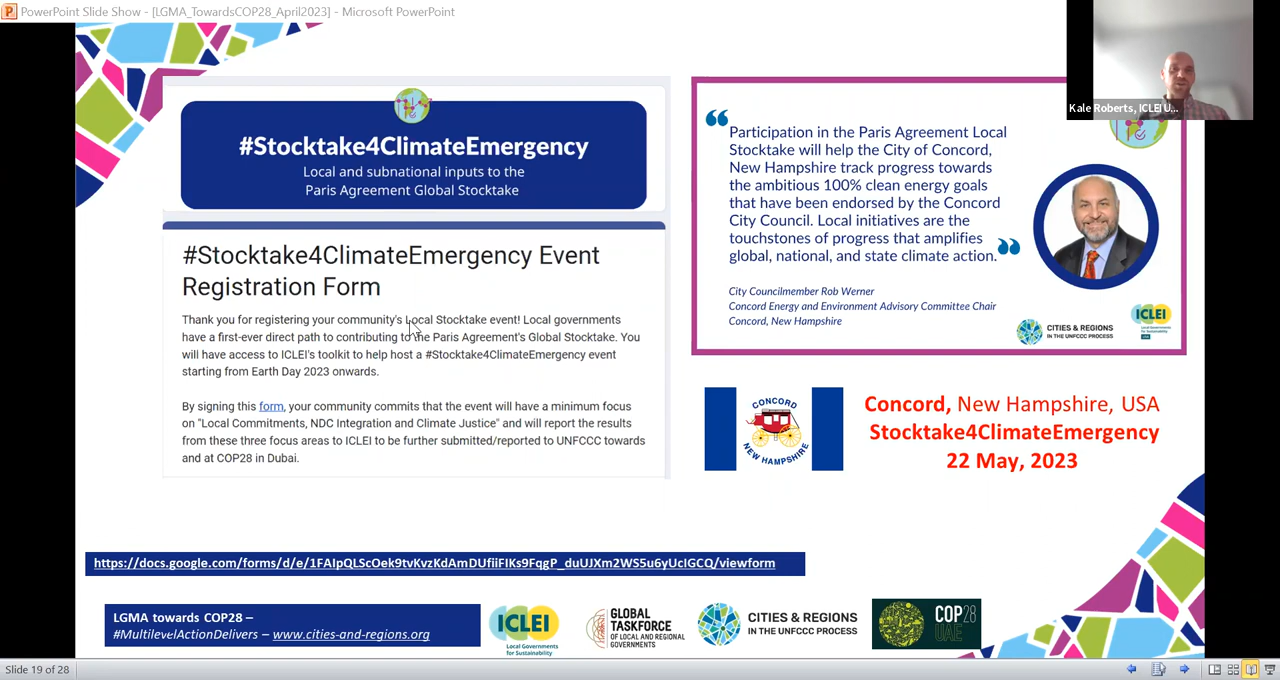 PowerPoint Slide Show - [LGMA_TowardsCOP28_April2023] - Microsoft PowerPoint
Kale Roberts, ICLEI U...
#Stocktake4ClimateEmergency
Local and subnational inputs to the
Paris Agreement Global Stocktake
#Stocktake4ClimateEmergency Event
Registration Form
Thank you for registering your community's Local Stocktake event! Local governments
have a first-ever direct path to contributing to the Paris Agreement's Global Stocktake. You
will have access to ICLEI's toolkit to help host a #Stocktake4ClimateEmergency event
starting from Earth Day 2023 onwards.
By signing this form, your community commits that the event will have a minimum focus
on "Local Commitments, NDC Integration and Climate Justice" and will report the results
from these three focus areas to ICLEI to be further submitted/reported to UNFCCC towards
and at COP28 in Dubai.
“Participation in the Paris Agreement Local
Stocktake will help the City of Concord,
New Hampshire track progress towards
the ambitious 100% clean energy goals
that have been endorsed by the Concord
City Council. Local initiatives are the
touchstones of progress that amplifies
global, national, and state climate action.”
City Councilmember Rob Werner
Concord Energy and Environment Advisory Committee Chair
Concord, New Hampshire
CITIES & REGIONS
IN THE UNFCCC PROCESS
ICLEI
Local Governments
for Sustainability
USA
CONCORD
NEW HAMPSHIRE
Concord, New Hampshire, USA
Stocktake4ClimateEmergency
22 May, 2023
https://docs.google.com/forms/d/e/1FAIpQLScOek9tvKvzKdAmDUfiiFIKs9FqgP_duUJXm2WS5u6yUcIGCQ/viewform
LGMA towards COP28 –
#MultilevelActionDelivers – www.cities-and-regions.org
ICLEI
Local Governments
for Sustainability
GLOBAL
TASKFORCE
OF LOCAL AND REGIONAL
GOVERNMENTS
CITIES & REGIONS
IN THE UNFCCC PROCESS
COP28
UAE
Slide 19 of 28